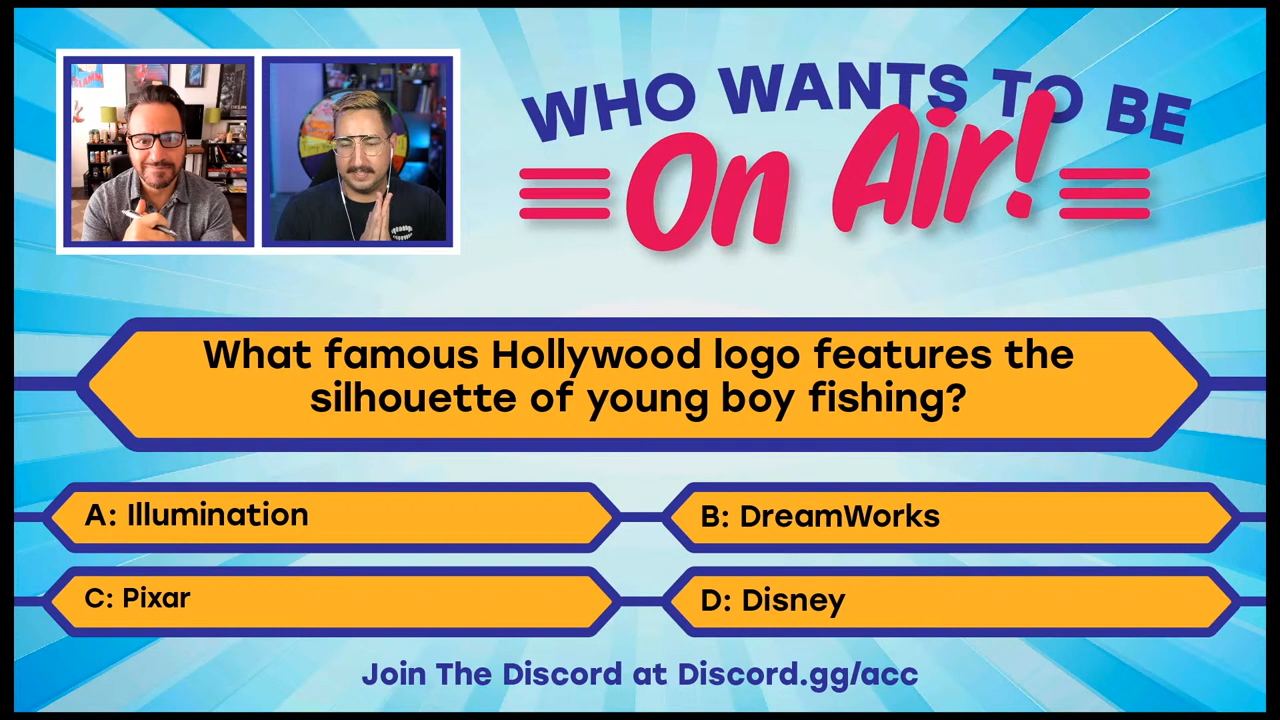 WHO WANTS TO BE
On Air!
What famous Hollywood logo features the
silhouette of young boy fishing?
A: Illumination
B: DreamWorks
C: Pixar
D: Disney
Join The Discord at Discord.gg/acc